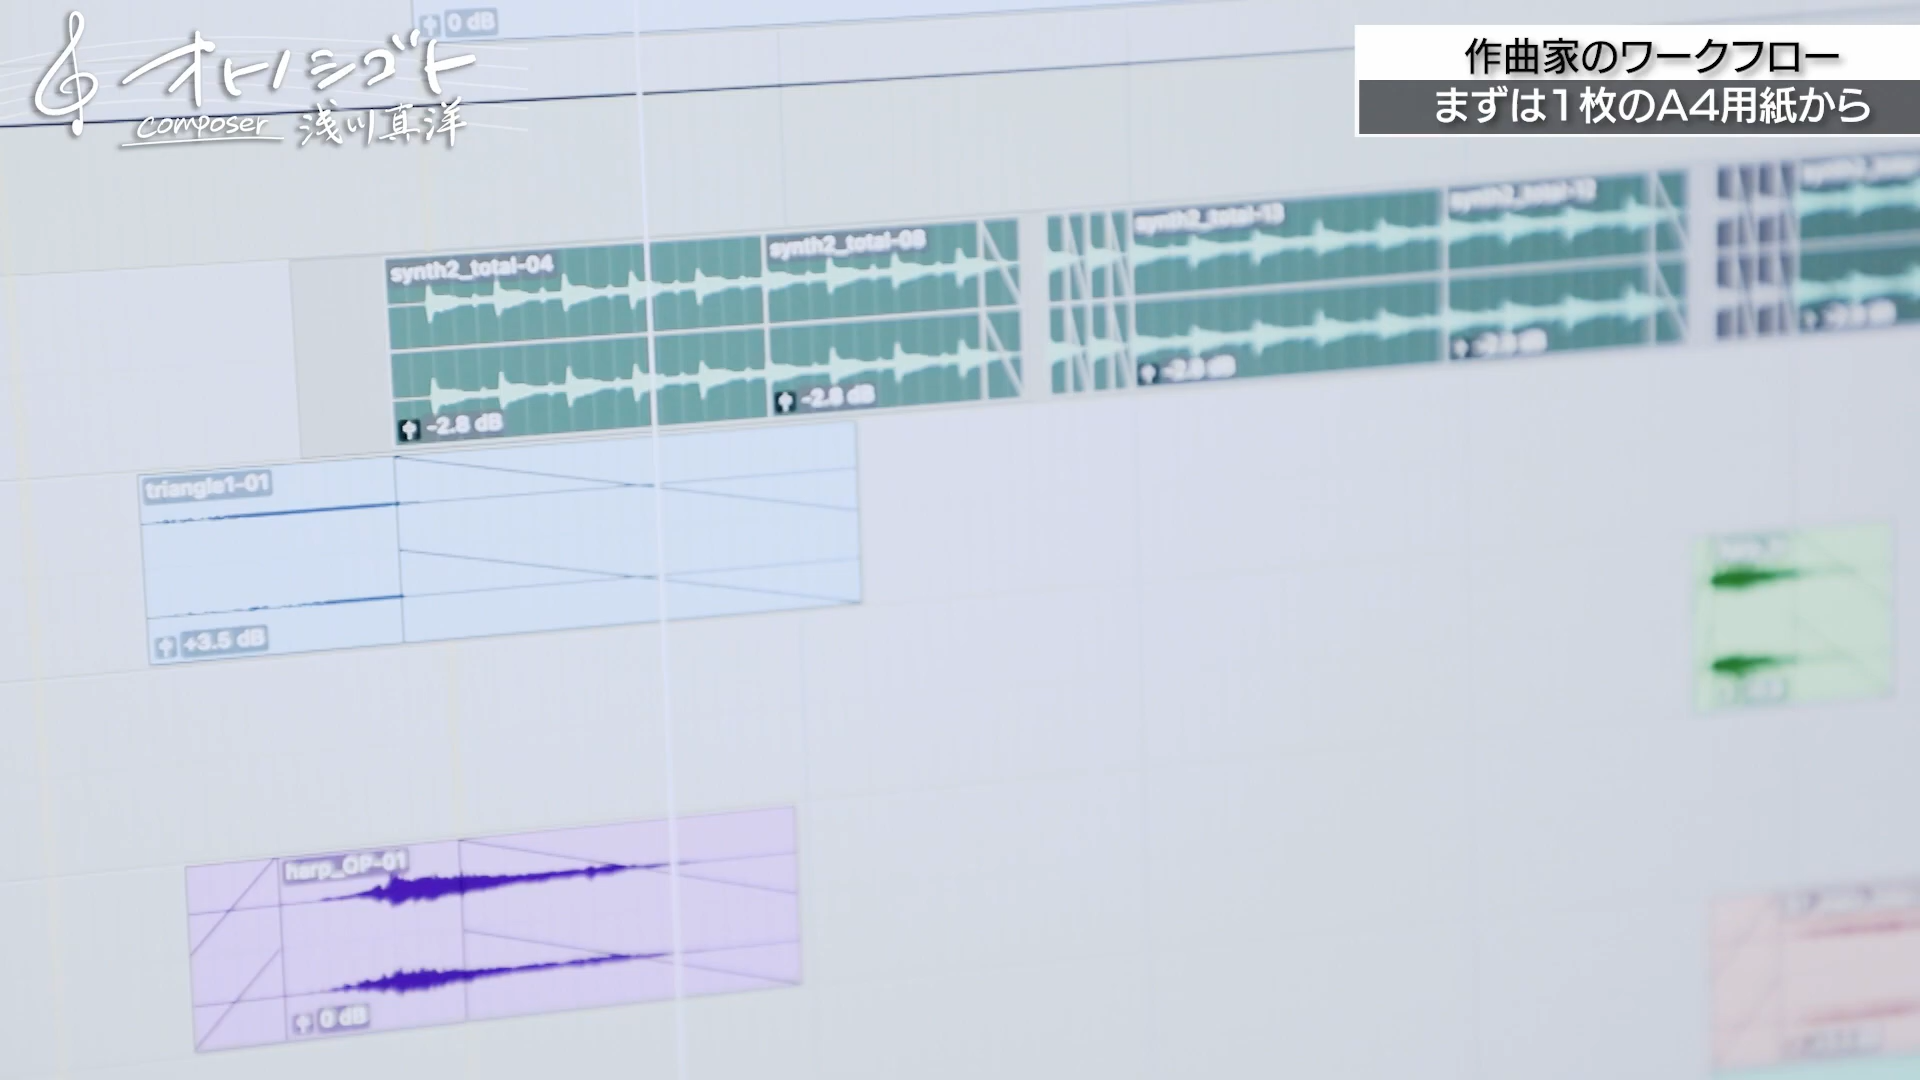 0 dB
オトノシゴト
composer 浅川真洋
作曲家のワークフロー
まずは1枚のA4用紙から
synth2_total-04
synth2_total-08
synth2_total-13
synth2_total-12
-2.8 dB
-2.8 dB
-2.8 dB
triangle1-01
+3.5 dB
harp_OP-01
0 dB